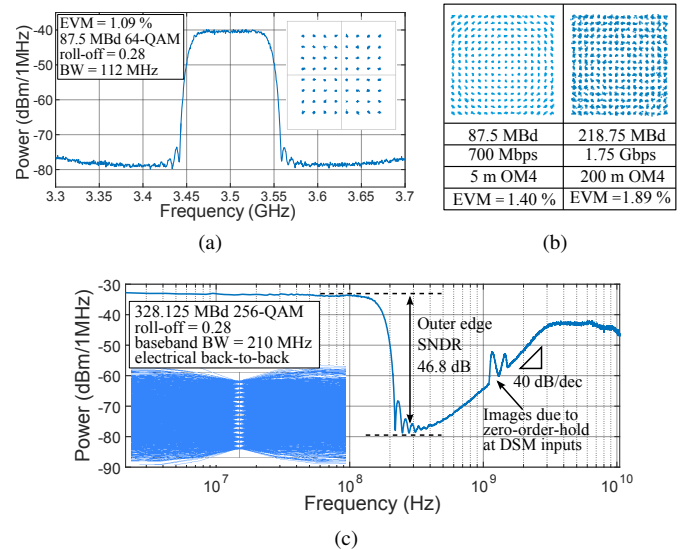 EVM = 1.09 %
87.5 MBd 64-QAM
roll-off = 0.28
BW = 112 MHz
Power (dBm/1MHz)
-40
-50
-60
-70
80
3.3 3.35 3.4 3.45 3.5 3.55 3.6 3.65 3.7
Frequency (GHz)
(a)
87.5 MBd 218.75 MBd
700 Mbps 1.75 Gbps
5 m OM4 200 m OM4
EVM = 1.40 % EVM =1.89 %
(b)
Power (dBm/1MHz)
-30
-40
-50
-60
-70
-80
-90
328.125 MBd 256-QAM
roll-off = 0.28
baseband BW = 210 MHz
electrical back-to-back
Outer edge
SNDR
46.8 dB
40 dB/dec
Images due to
zero-order-hold
at DSM inputs
10^7 10^8 10^9 10^10
Frequency (Hz)
(c)